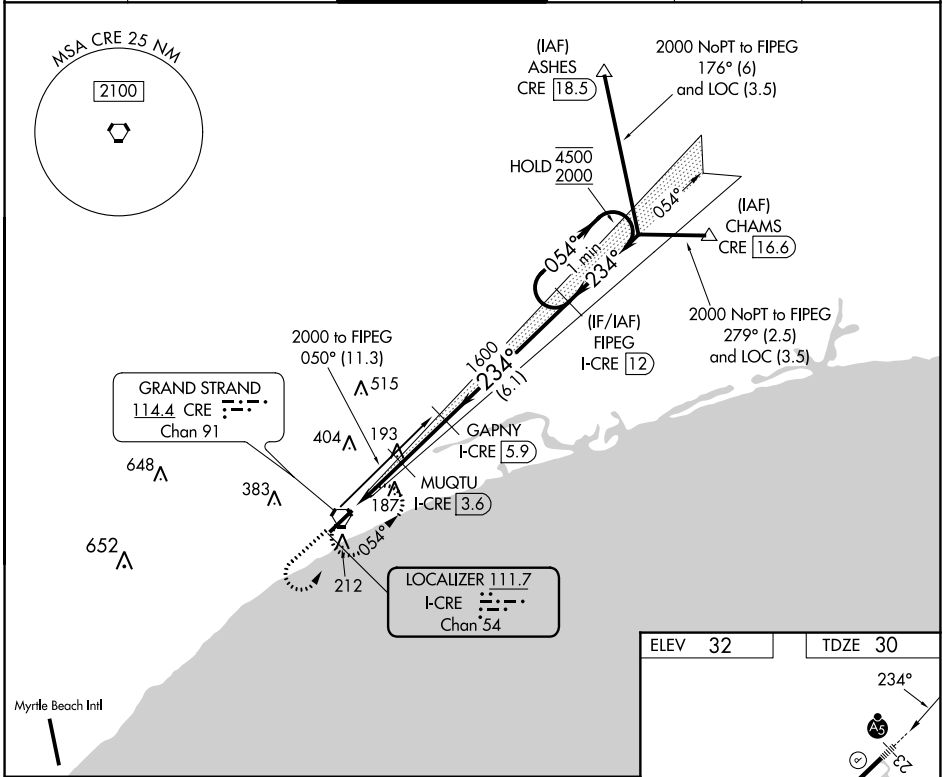 MSA CRE 25 NM
2100
(IAF)
ASHES
CRE 18.5
2000 NoPT to FIPEG
176° (6)
and LOC (3.5)
HOLD 4500
2000
054°
1 min
234°
054°
(IAF)
CHAMS
CRE 16.6
2000 NoPT to FIPEG
279° (2.5)
and LOC (3.5)
(IF/IAF)
FIPEG
I-CRE 12
2000 to FIPEG
050° (11.3)
1600
234°
(6.1)
515
GRAND STRAND
114.4 CRE
Chan 91
404
193
GAPNY
I-CRE 5.9
648
383
187
MUQTU
I-CRE 3.6
652
054°
212
LOCALIZER 111.7
I-CRE
Chan 54
Myrtle Beach Intl
ELEV 32
TDZE 30
234°
A5
P
23